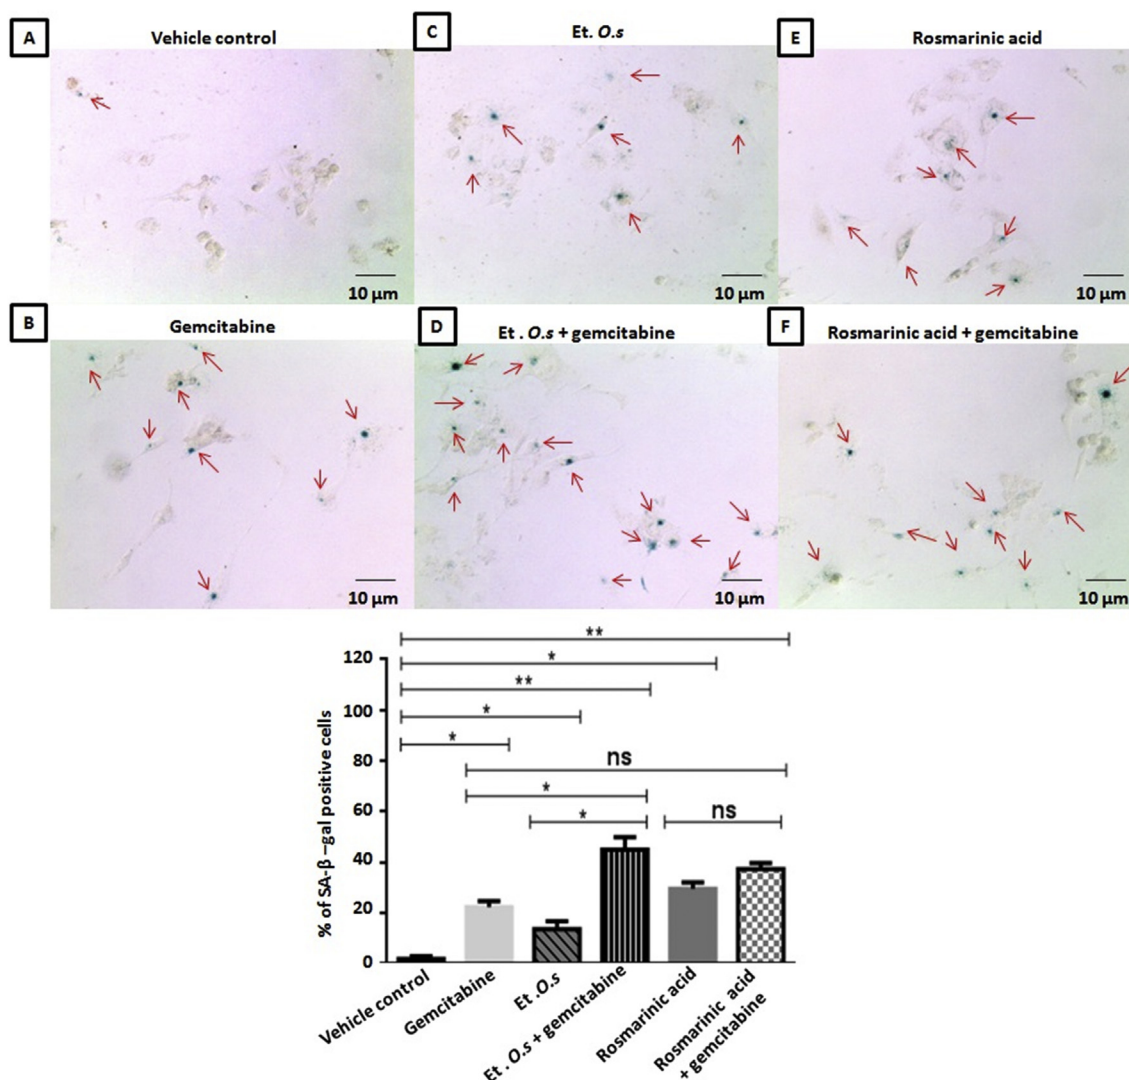 A
Vehicle control
C
Et. O.s
E
Rosmarinic acid
10 µm
10 µm
10 µm
B
Gemcitabine
D
Et . O.s + gemcitabine
F
Rosmarinic acid + gemcitabine
10 µm
10 µm
10 µm
**
*
**
*
*
ns
*
*
ns
% of SA-β –gal positive cells
120
100
80
60
40
20
0
Vehicle control
Gemcitabine
Et .O.s
Et . O.s + gemcitabine
Rosmarinic acid
Rosmarinic acid
+ gemcitabine